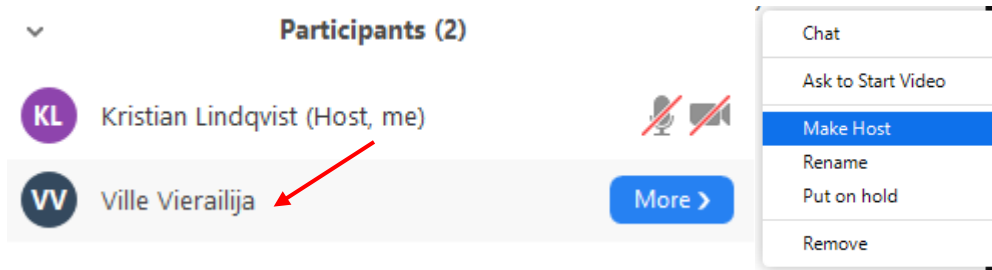 Participants (2)
KL Kristian Lindqvist (Host, me)
VV Ville Vierailija More ❯
Chat
Ask to Start Video
Make Host
Rename
Put on hold
Remove